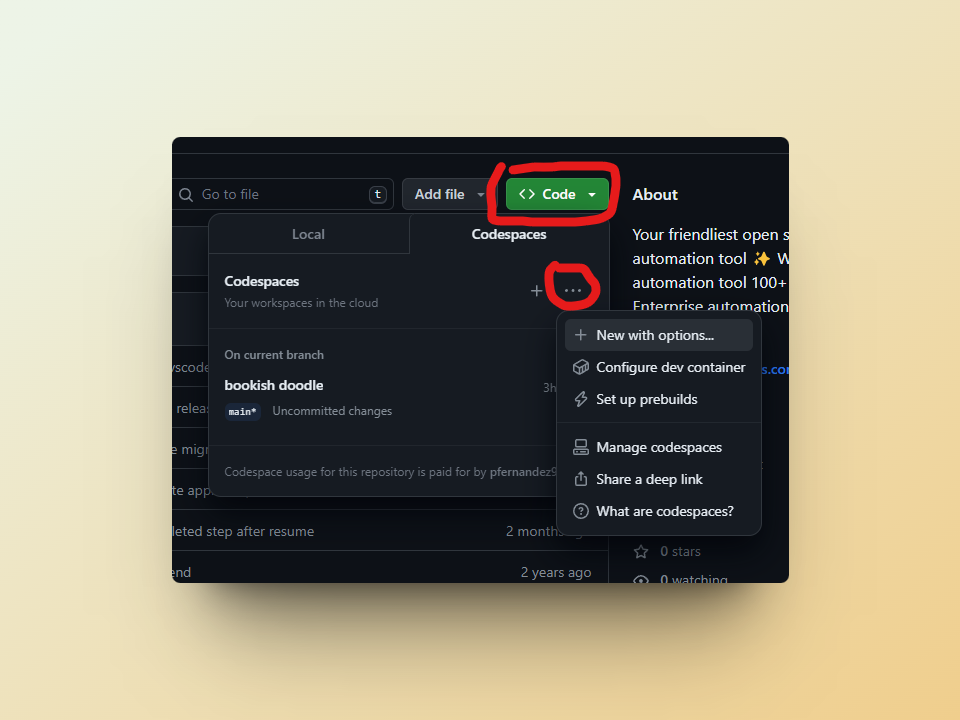 Go to file
t
Add file
<> Code
About
Local
Codespaces
Your friendliest open s
automation tool ✨ W
automation tool 100+
Enterprise automation
Codespaces
Your workspaces in the cloud
+
...
New with options...
Configure dev container
Set up prebuilds
Manage codespaces
Share a deep link
What are codespaces?
On current branch
bookish doodle
3h
main*
Uncommitted changes
Codespace usage for this repository is paid for by pfernandez9
s.co
vscode
relea
e migr
te app
leted step after resume
2 months
end
2 years ago
0 stars
0 watching